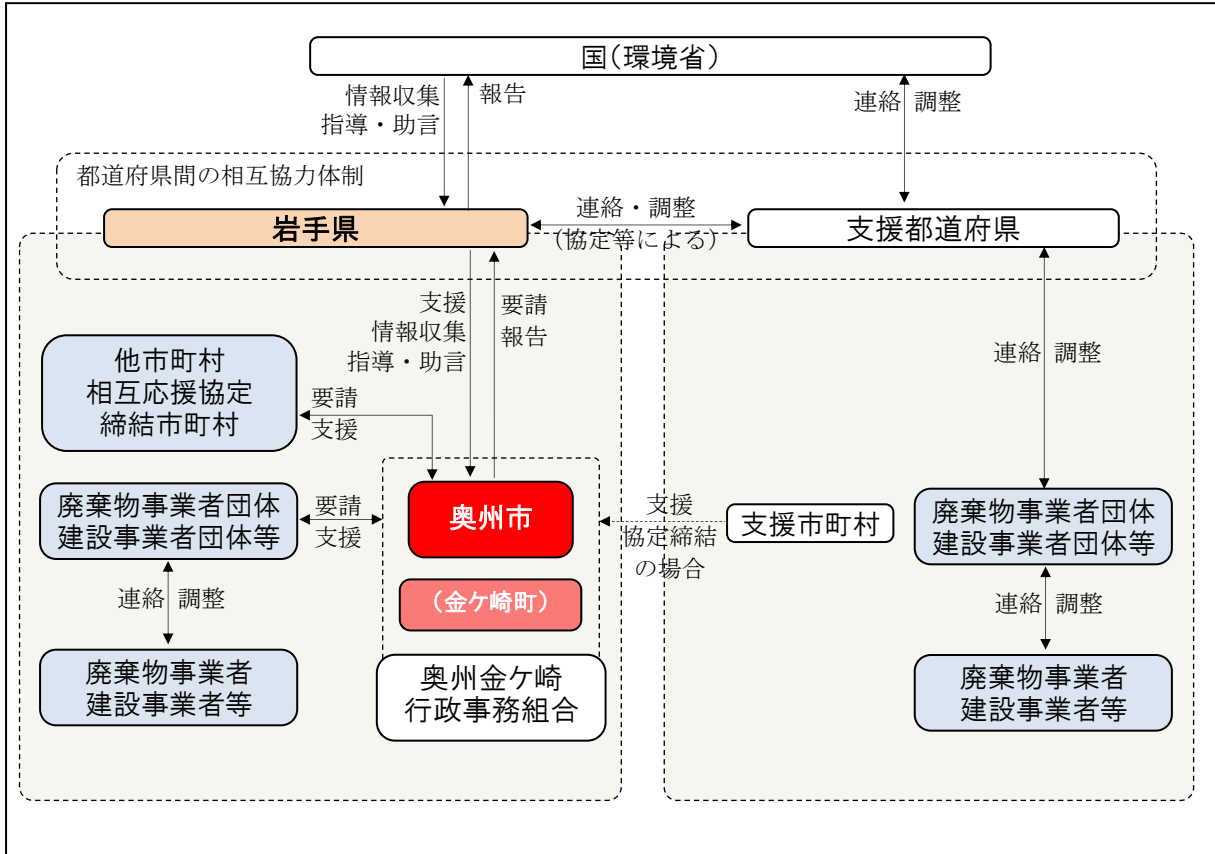 国(環境省)
情報収集
指導・助言
報告
連絡 調整
都道府県間の相互協力体制
岩手県
連絡・調整
(協定等による)
支援都道府県
支援
情報収集
指導・助言
要請
報告
連絡 調整
他市町村
相互応援協定
締結市町村
要請
支援
廃棄物事業者団体
建設事業者団体等
要請
支援
奥州市
支援
協定締結
の場合
支援市町村
廃棄物事業者団体
建設事業者団体等
連絡 調整
(金ケ崎町)
連絡 調整
廃棄物事業者
建設事業者等
奥州金ケ崎
行政事務組合
廃棄物事業者
建設事業者等